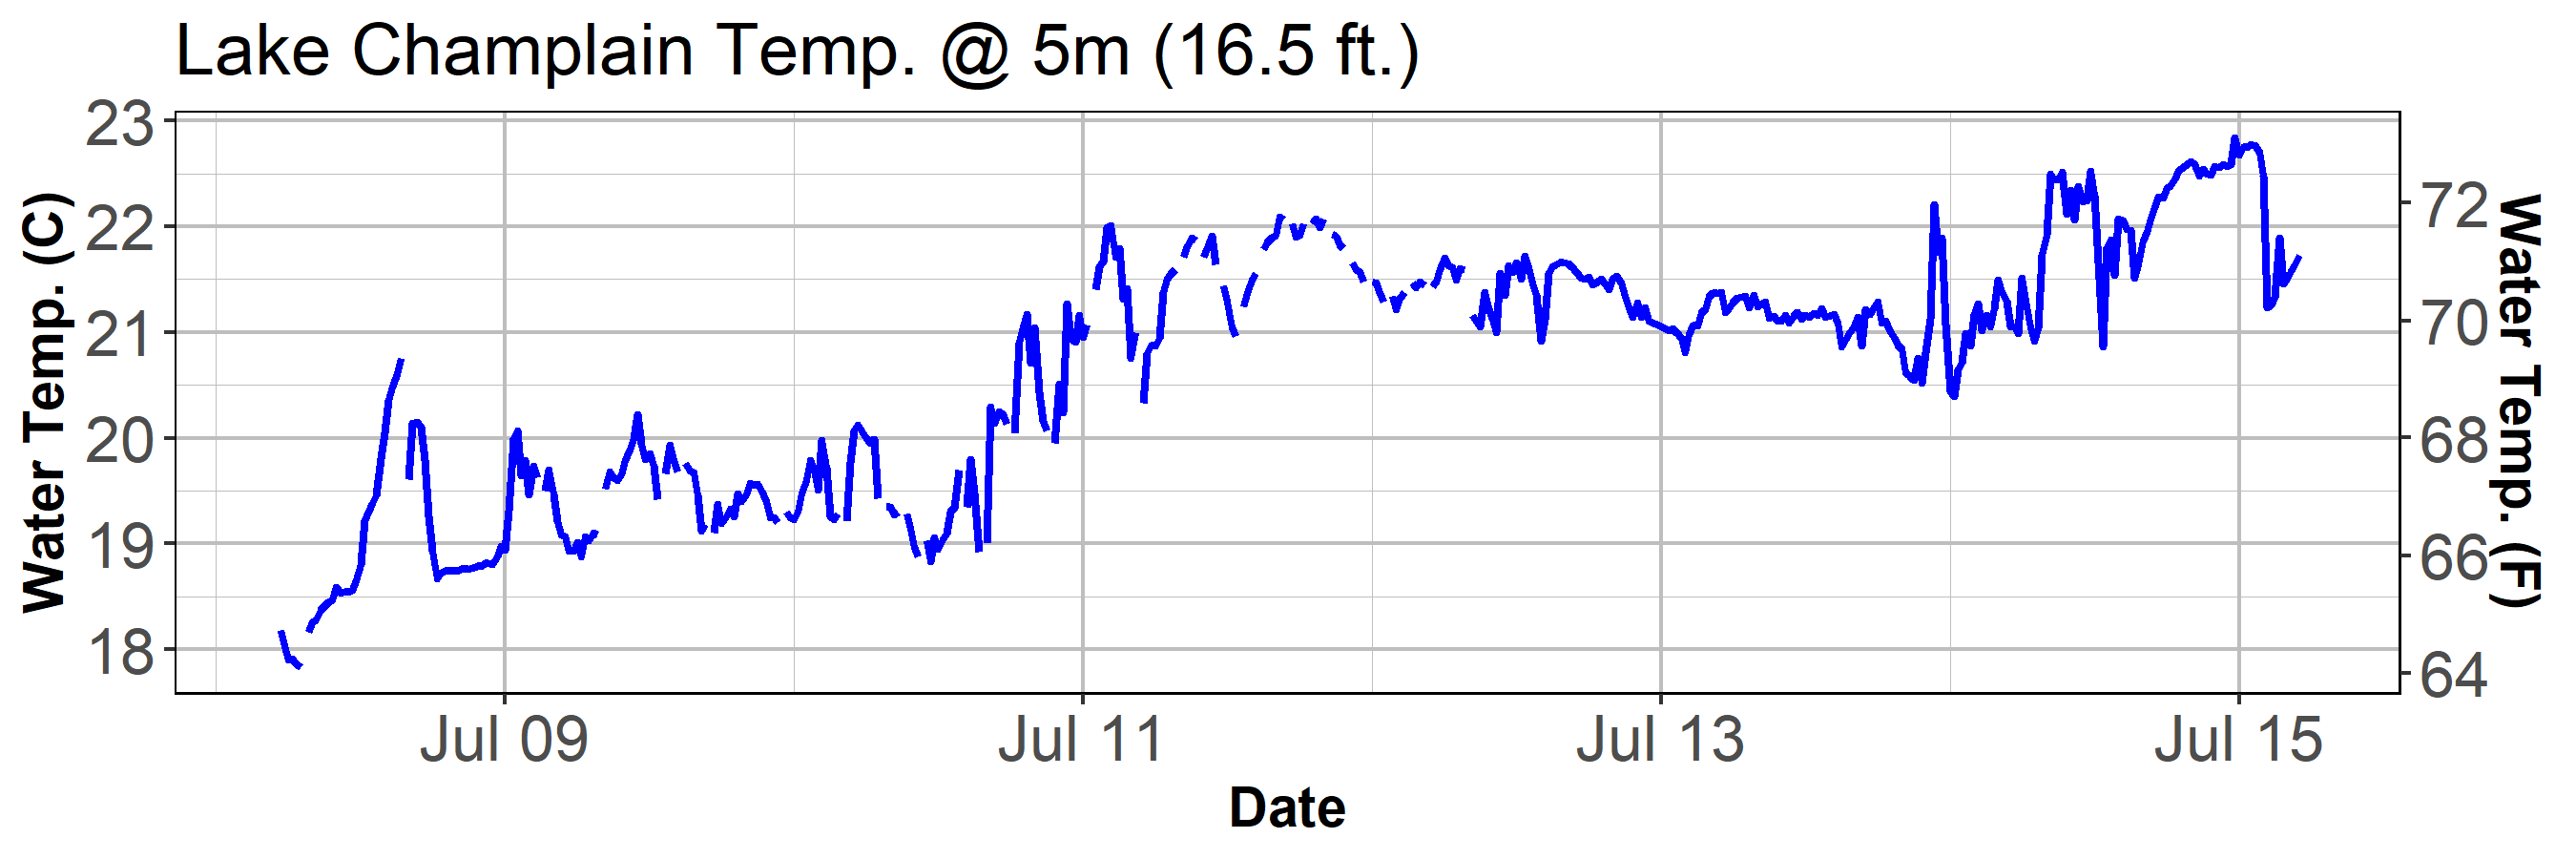 Lake Champlain Temp. @ 5m (16.5 ft.)
23
22
21
20
19
18
Water Temp. (C)
72
70
68
66
64
Water Temp. (F)
Jul 09 Jul 11 Jul 13 Jul 15
Date